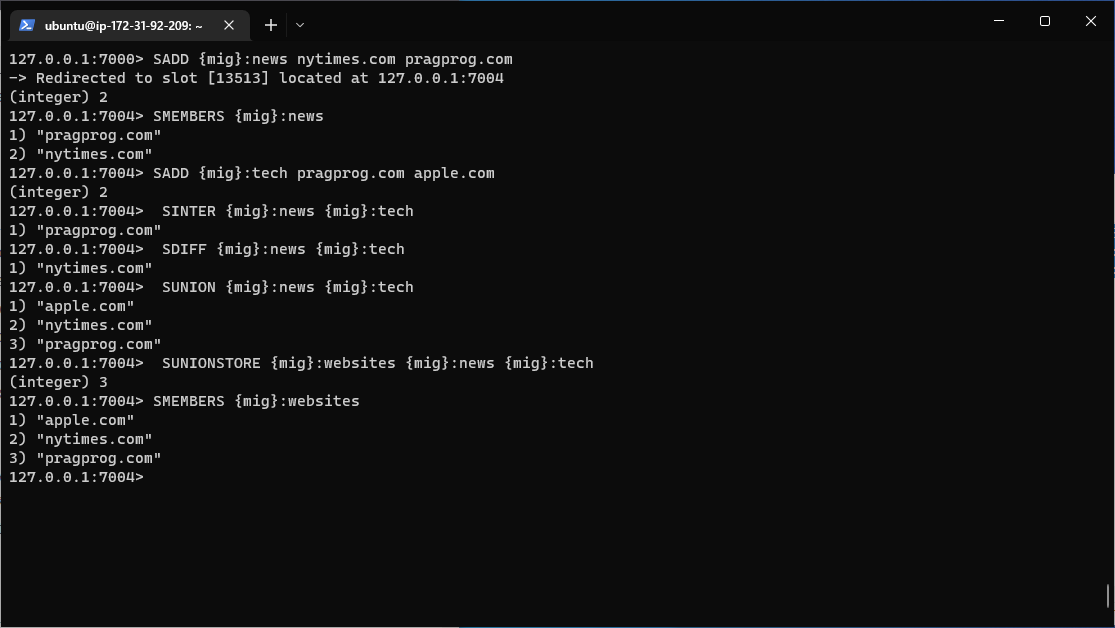 ubuntu@ip-172-31-92-209: ~
127.0.0.1:7000> SADD {mig}:news nytimes.com pragprog.com
-> Redirected to slot [13513] located at 127.0.0.1:7004
(integer) 2
127.0.0.1:7004> SMEMBERS {mig}:news
1) "pragprog.com"
2) "nytimes.com"
127.0.0.1:7004> SADD {mig}:tech pragprog.com apple.com
(integer) 2
127.0.0.1:7004>  SINTER {mig}:news {mig}:tech
1) "pragprog.com"
127.0.0.1:7004>  SDIFF {mig}:news {mig}:tech
1) "nytimes.com"
127.0.0.1:7004>  SUNION {mig}:news {mig}:tech
1) "apple.com"
2) "nytimes.com"
3) "pragprog.com"
127.0.0.1:7004>  SUNIONSTORE {mig}:websites {mig}:news {mig}:tech
(integer) 3
127.0.0.1:7004> SMEMBERS {mig}:websites
1) "apple.com"
2) "nytimes.com"
3) "pragprog.com"
127.0.0.1:7004>